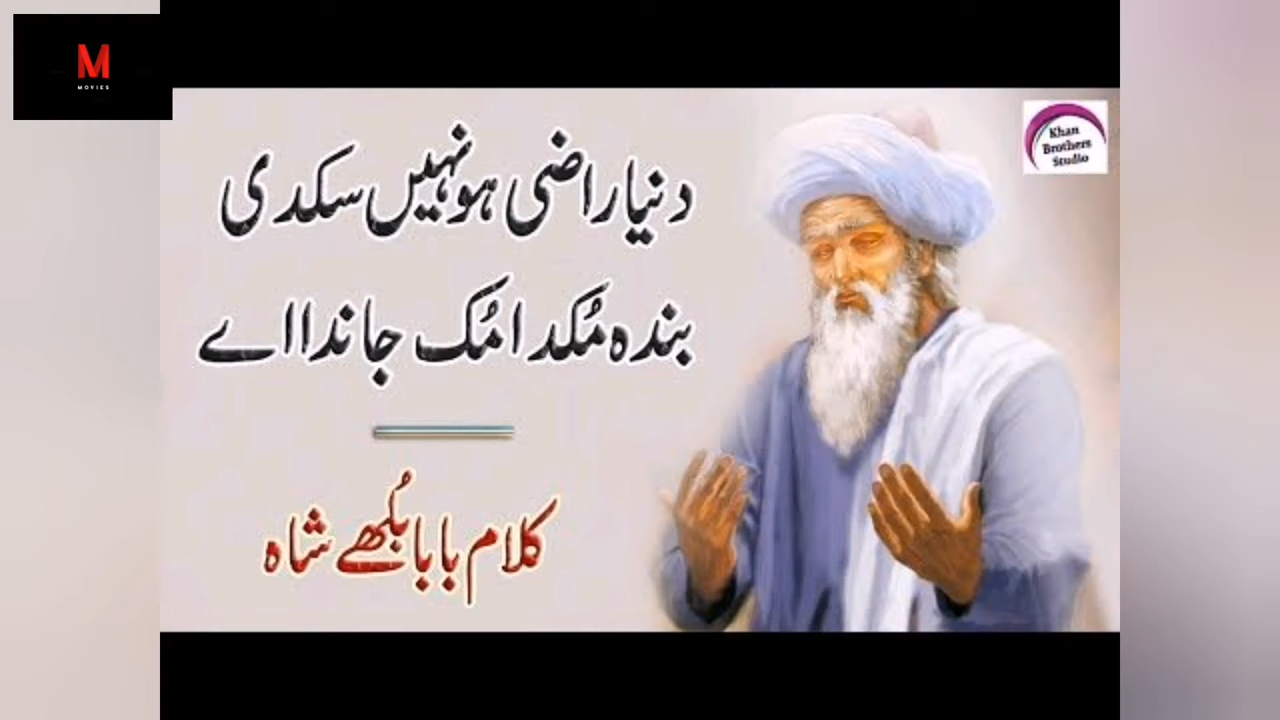 M
MOVIES
Khan
Brothers
Studio
دنیا راضی ہو نہیں سکدی
بندہ مُکدا مُک جاندا اے
کلام بابا بُلھے شاہ